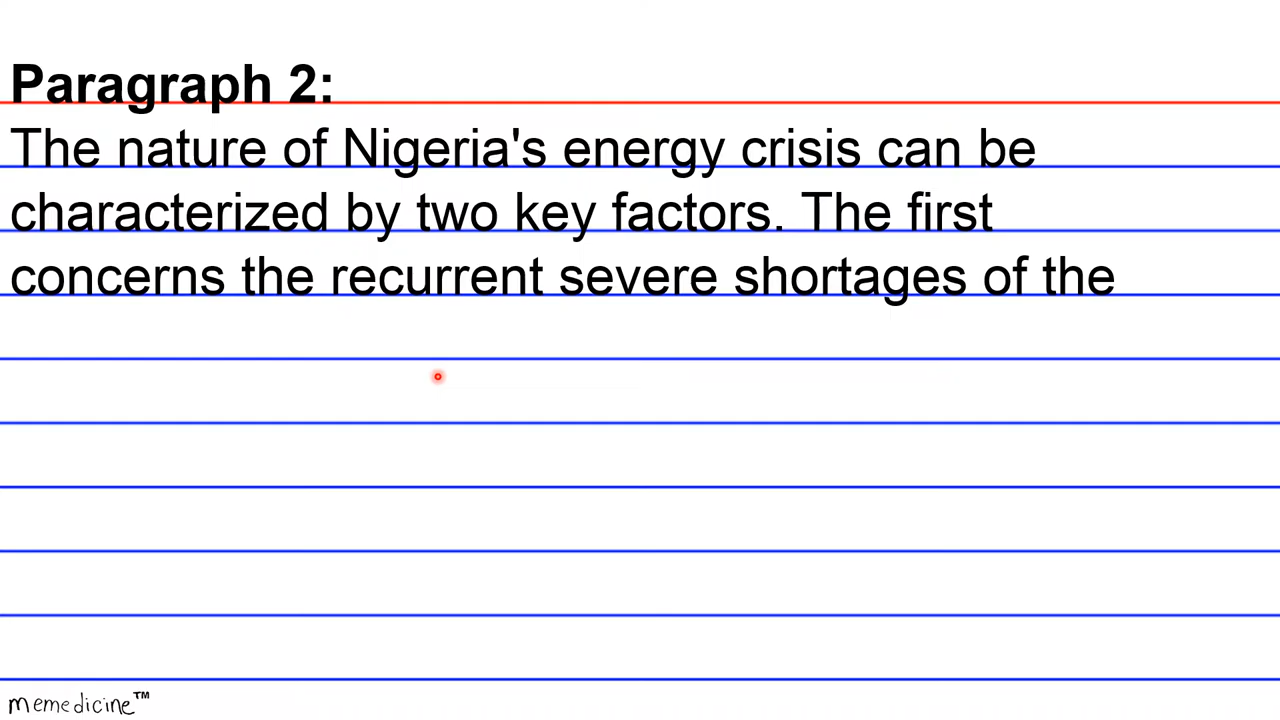 Paragraph 2:
The nature of Nigeria's energy crisis can be
characterized by two key factors. The first
concerns the recurrent severe shortages of the
memedicine™